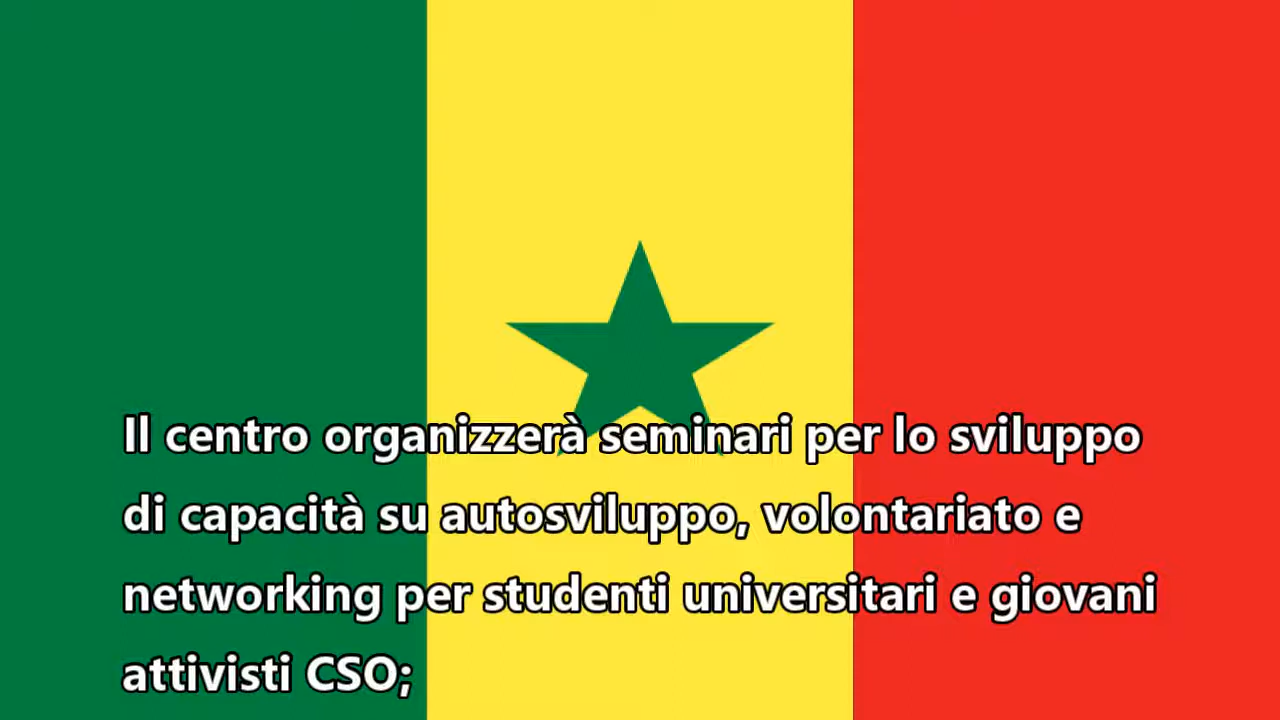 Il centro organizzerà seminari per lo sviluppo
di capacità su autosviluppo, volontariato e
networking per studenti universitari e giovani
attivisti CSO;